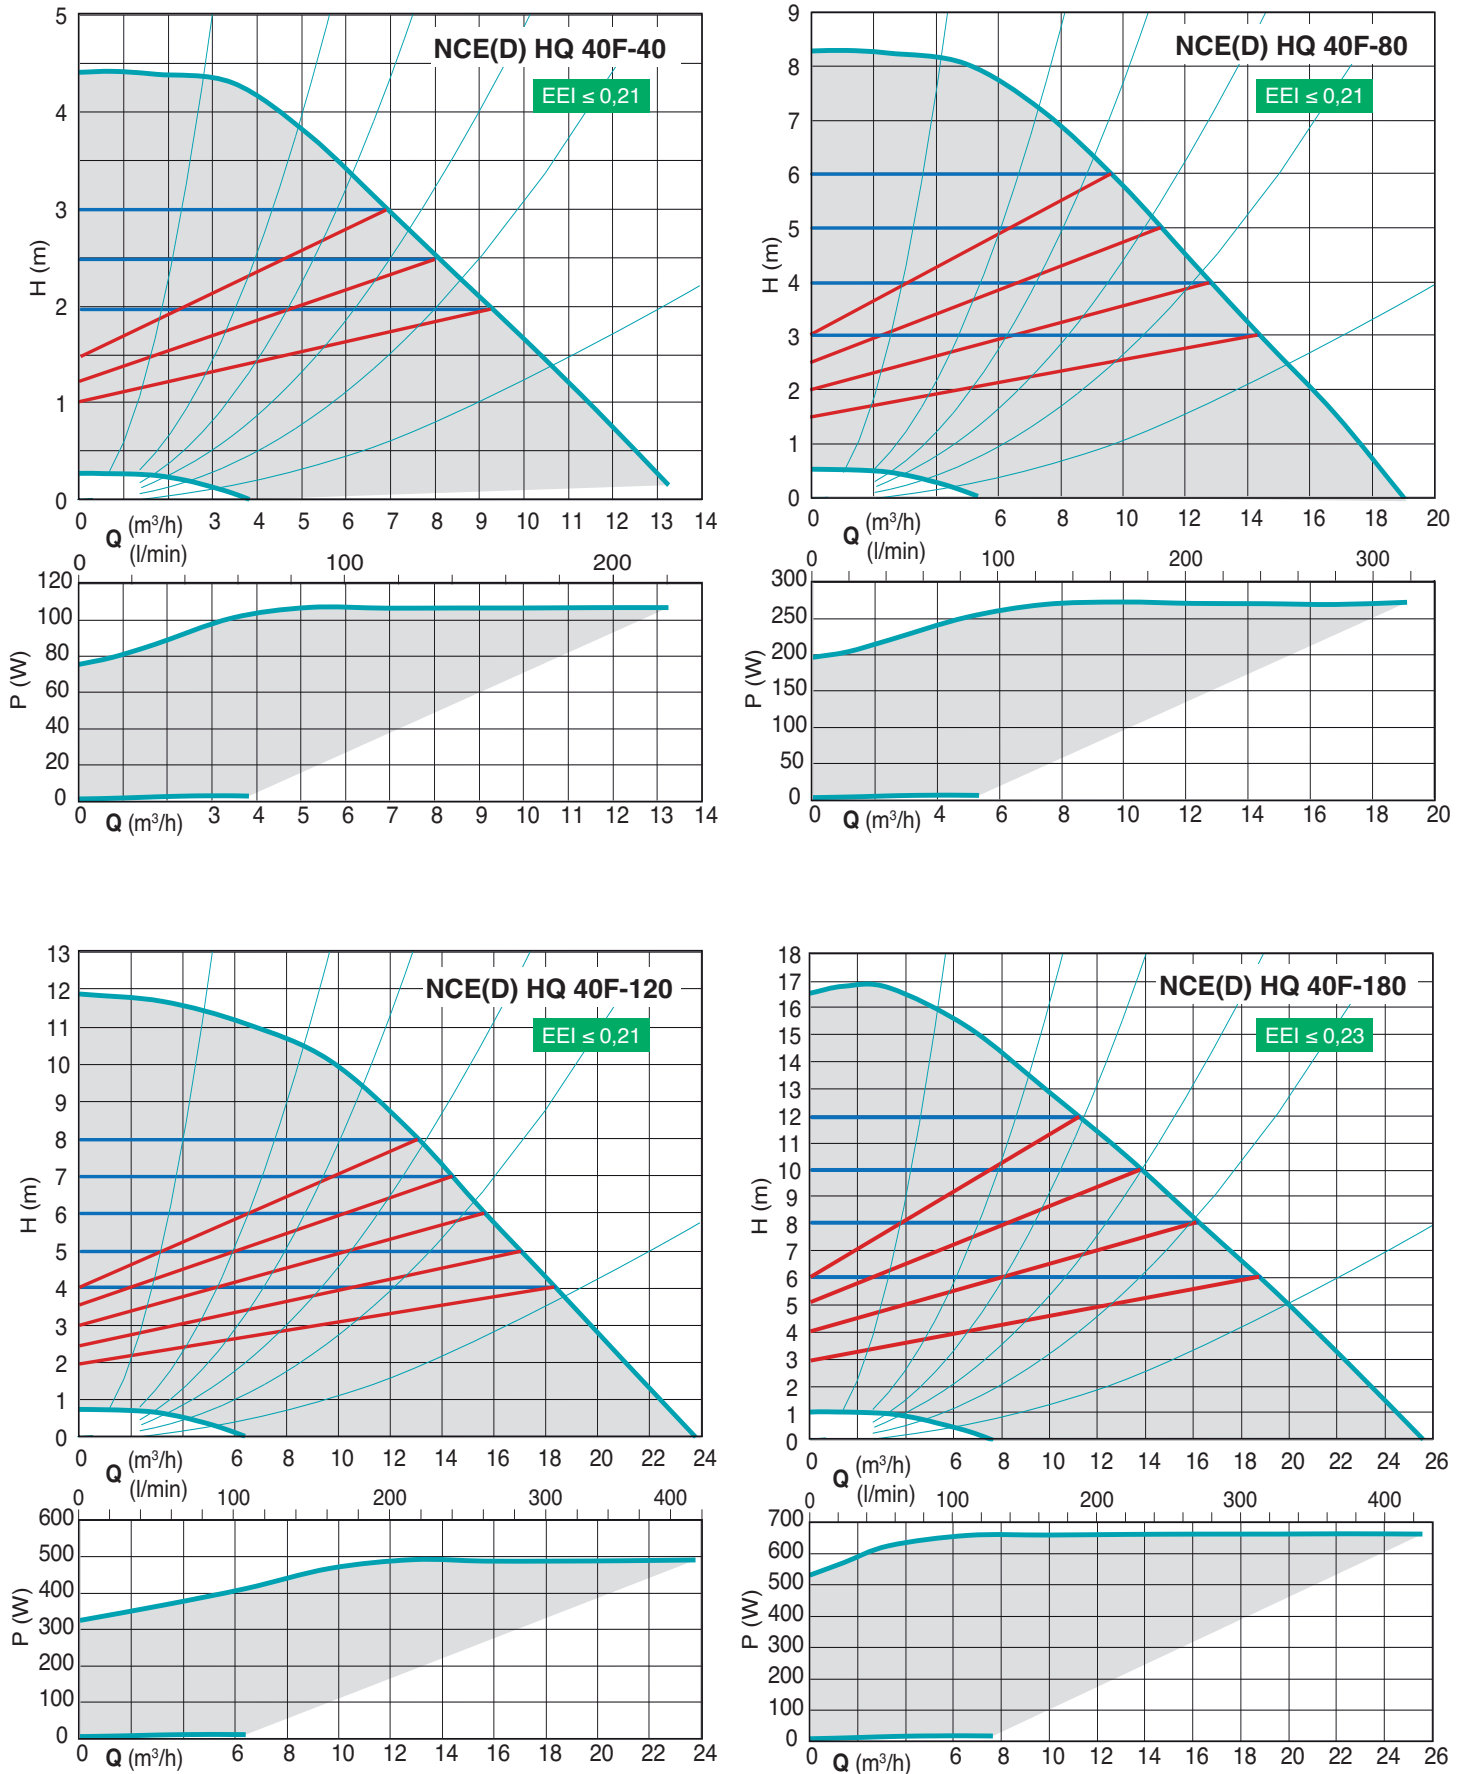 NCE(D) HQ 40F-40
EEI ≤ 0,21
H (m)
5
4
3
2
1
0
0 3 4 5 6 7 8 9 10 11 12 13 14
Q (m³/h)
(l/min)
0 100 200
P (W)
120
100
80
60
40
20
0
0 3 4 5 6 7 8 9 10 11 12 13 14
Q (m³/h)
NCE(D) HQ 40F-80
EEI ≤ 0,21
H (m)
9
8
7
6
5
4
3
2
1
0
0 6 8 10 12 14 16 18 20
Q (m³/h)
(l/min)
0 100 200 300
P (W)
300
250
200
150
100
50
0
0 4 6 8 10 12 14 16 18 20
Q (m³/h)
NCE(D) HQ 40F-120
EEI ≤ 0,21
H (m)
13
12
11
10
9
8
7
6
5
4
3
2
1
0
0 6 8 10 12 14 16 18 20 22 24
Q (m³/h)
(l/min)
0 100 200 300 400
P (W)
600
500
400
300
200
100
0
0 6 8 10 12 14 16 18 20 22 24
Q (m³/h)
NCE(D) HQ 40F-180
EEI ≤ 0,23
H (m)
18
17
16
15
14
13
12
11
10
9
8
7
6
5
4
3
2
1
0
0 6 8 10 12 14 16 18 20 22 24 26
Q (m³/h)
(l/min)
0 100 200 300 400
P (W)
700
600
500
400
300
200
100
0
0 6 8 10 12 14 16 18 20 22 24 26
Q (m³/h)